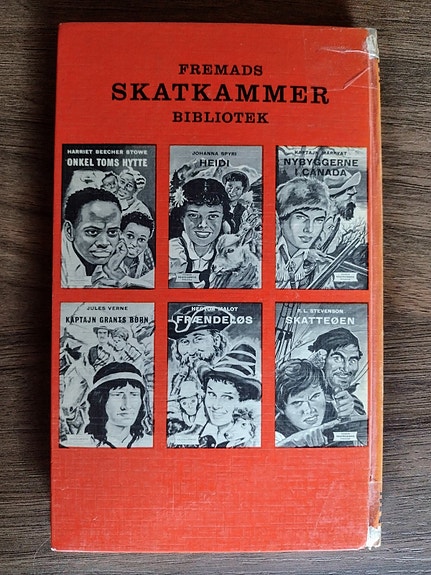 FREMADS
SKATKAMMER
BIBLIOTEK
HARRIET BEECHER STOWE
ONKEL TOMS HYTTE
JOHANNA SPYRI
HEIDI
KAPTAJN MARRYAT
NYBYGGERNE
I CANADA
JULES VERNE
KAPTAJN GRANTS BØRN
HECTOR MALOT
FRÆNDELØS
R. L. STEVENSON
SKATTEØEN